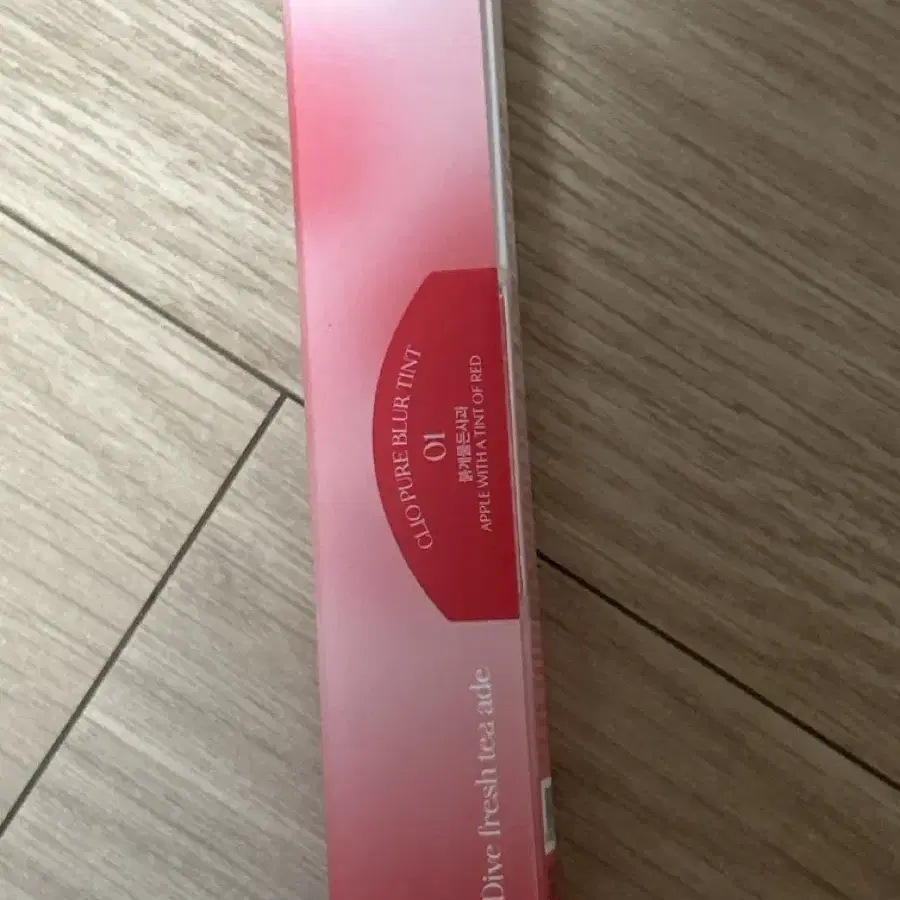 CLIO PURE BLUR TINT
01
붉게물든사과
APPLE WITH A TINT OF RED
Dive fresh tea ade